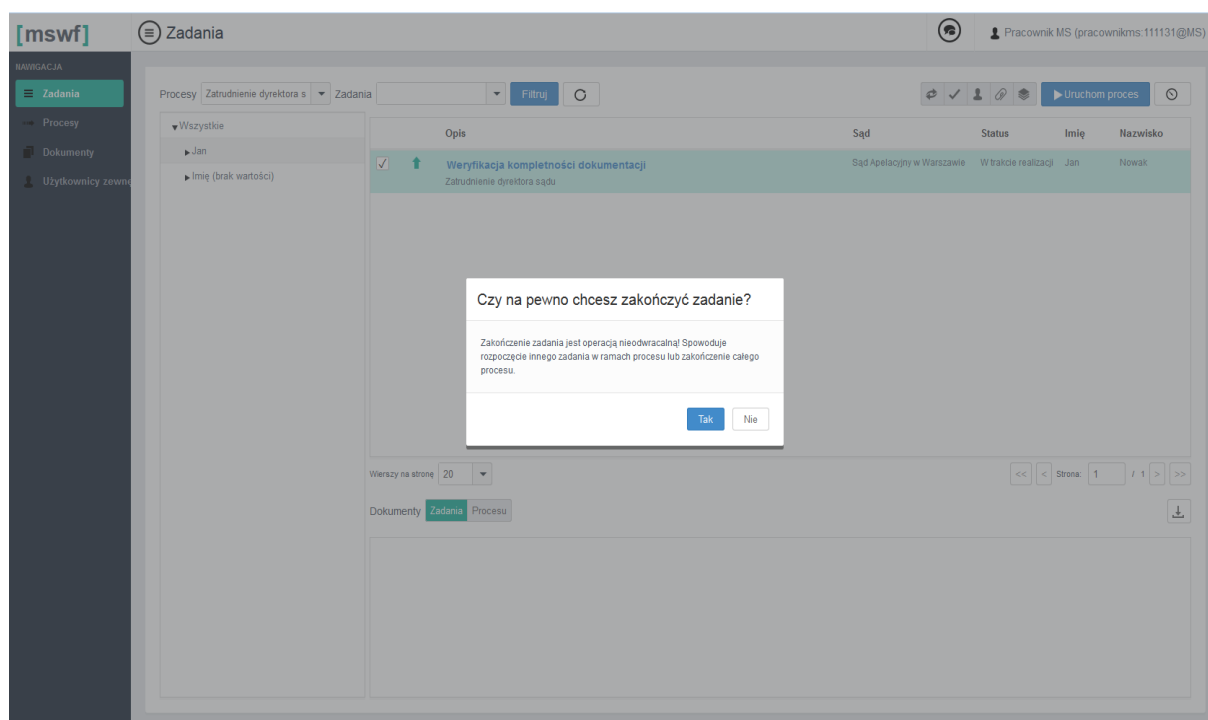 [mswf]
Zadania
Pracownik MS (pracownikms:111131@MS)
NAWIGACJA
Zadania
Procesy
Dokumenty
Użytkownicy zewnę
Procesy Zatrudnienie dyrektora s Zadania Filtruj Uruchom proces
Wszystkie
Jan
Imię (brak wartości)
Opis Sąd Status Imię Nazwisko
Weryfikacja kompletności dokumentacji Sąd Apelacyjny w Warszawie W trakcie realizacji Jan Nowak
Zatrudnienie dyrektora sądu
Czy na pewno chcesz zakończyć zadanie?
Zakończenie zadania jest operacją nieodwracalną! Spowoduje
rozpoczęcie innego zadania w ramach procesu lub zakończenie całego
procesu.
Tak Nie
Wierszy na stronę 20 << < Strona: 1 / 1 > >>
Dokumenty Zadania Procesu